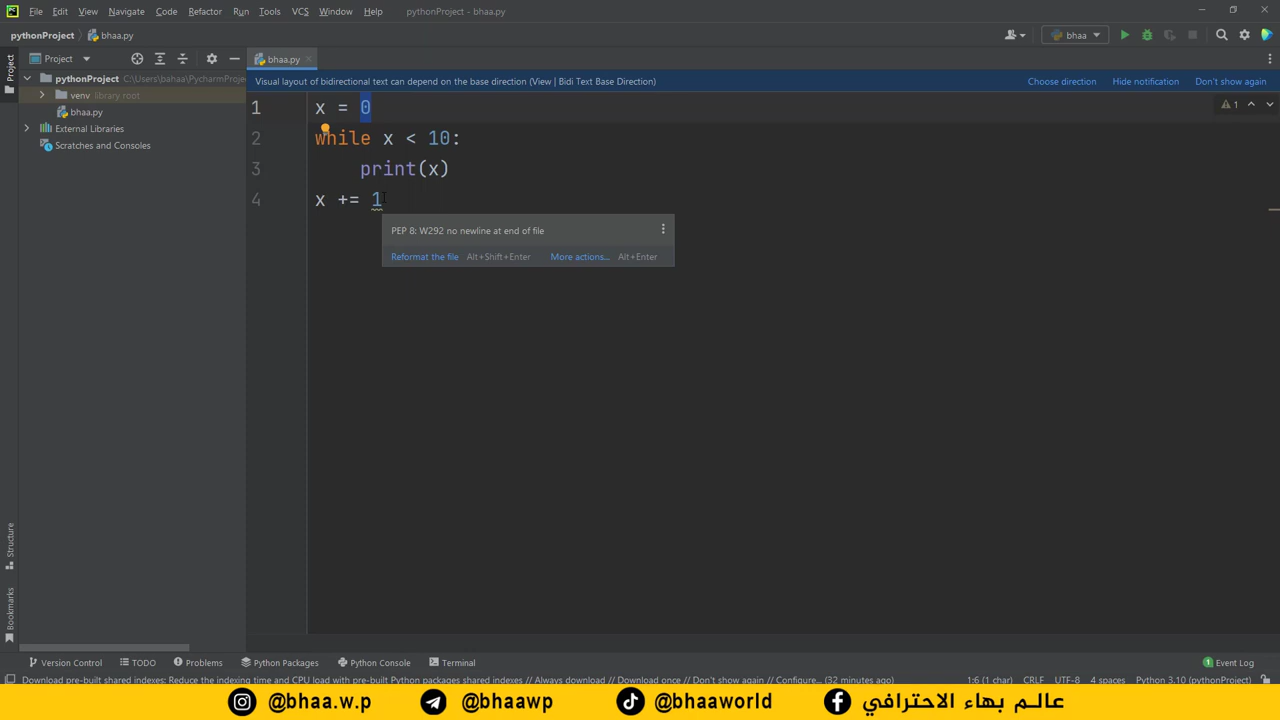 File Edit View Navigate Code Refactor Run Tools VCS Window Help pythonProject - bhaa.py
pythonProject bhaa.py bhaa
Project bhaa.py
Visual layout of bidirectional text can depend on the base direction (View | Bidi Text Base Direction) Choose direction Hide notification Don't show again
Project
pythonProject C:\Users\bahaa\PycharmProje
venv library root
bhaa.py
External Libraries
Scratches and Consoles
1 x = 0
2 while x < 10:
3 print(x)
4 x += 1
1
PEP 8: W292 no newline at end of file
Reformat the file Alt+Shift+Enter More actions... Alt+Enter
Structure
Bookmarks
Version Control TODO Problems Python Packages Python Console Terminal 1 Event Log
Download pre-built shared indexes: Reduce the indexing time and CPU load with pre-built Python packages shared indexes // Always download // Download once // Don't show again // Configure... (32 minutes ago) 1:6 (1 char) CRLF UTF-8 4 spaces Python 3.10 (pythonProject)
@bhaa.w.p @bhaawp @bhaaworld عالم بهاء الاحترافي